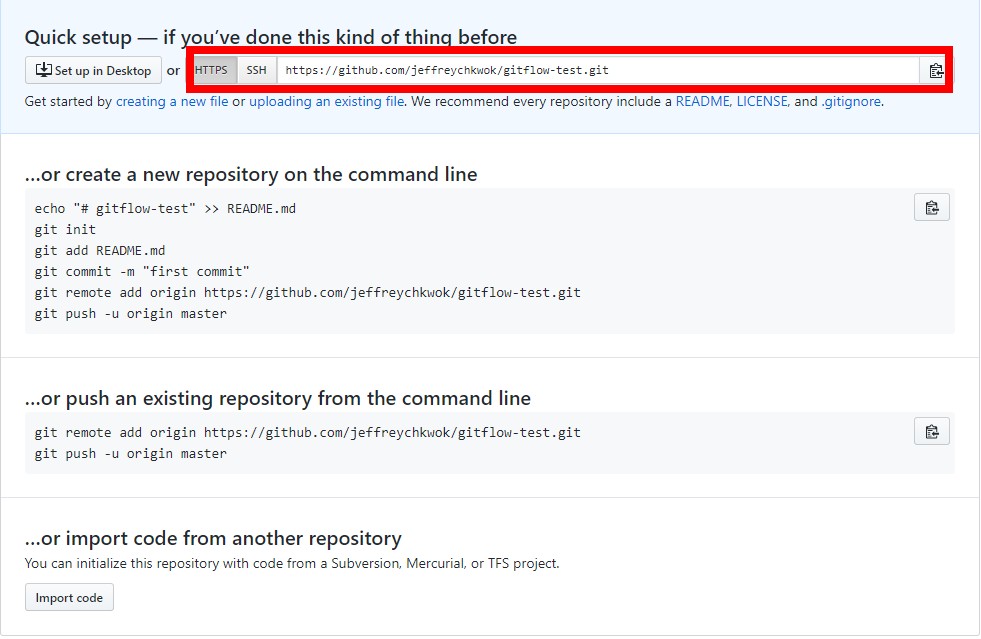 Quick setup — if you’ve done this kind of thing before
Set up in Desktop or HTTPS SSH https://github.com/jeffreychkwok/gitflow-test.git
Get started by creating a new file or uploading an existing file. We recommend every repository include a README, LICENSE, and .gitignore.
…or create a new repository on the command line
echo "# gitflow-test" >> README.md
git init
git add README.md
git commit -m "first commit"
git remote add origin https://github.com/jeffreychkwok/gitflow-test.git
git push -u origin master
…or push an existing repository from the command line
git remote add origin https://github.com/jeffreychkwok/gitflow-test.git
git push -u origin master
…or import code from another repository
You can initialize this repository with code from a Subversion, Mercurial, or TFS project.
Import code